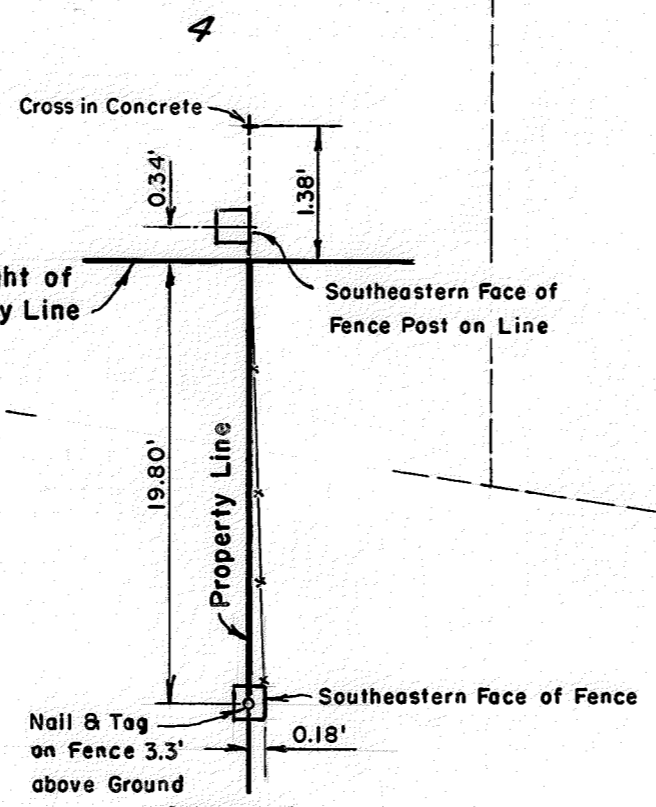 4
Cross in Concrete
0.34'
1.38'
ht of
y Line
Southeastern Face of
Fence Post on Line
19.80'
Property Line
Southeastern Face of Fence
Nail & Tag
on Fence 3.3'
above Ground
0.18'